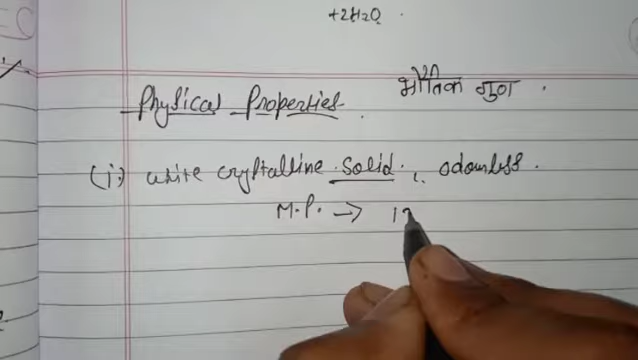 +2H₂O
Physical Properties. भौतिक गुण .
(i) white crystalline solid, odourless.
M.P. →